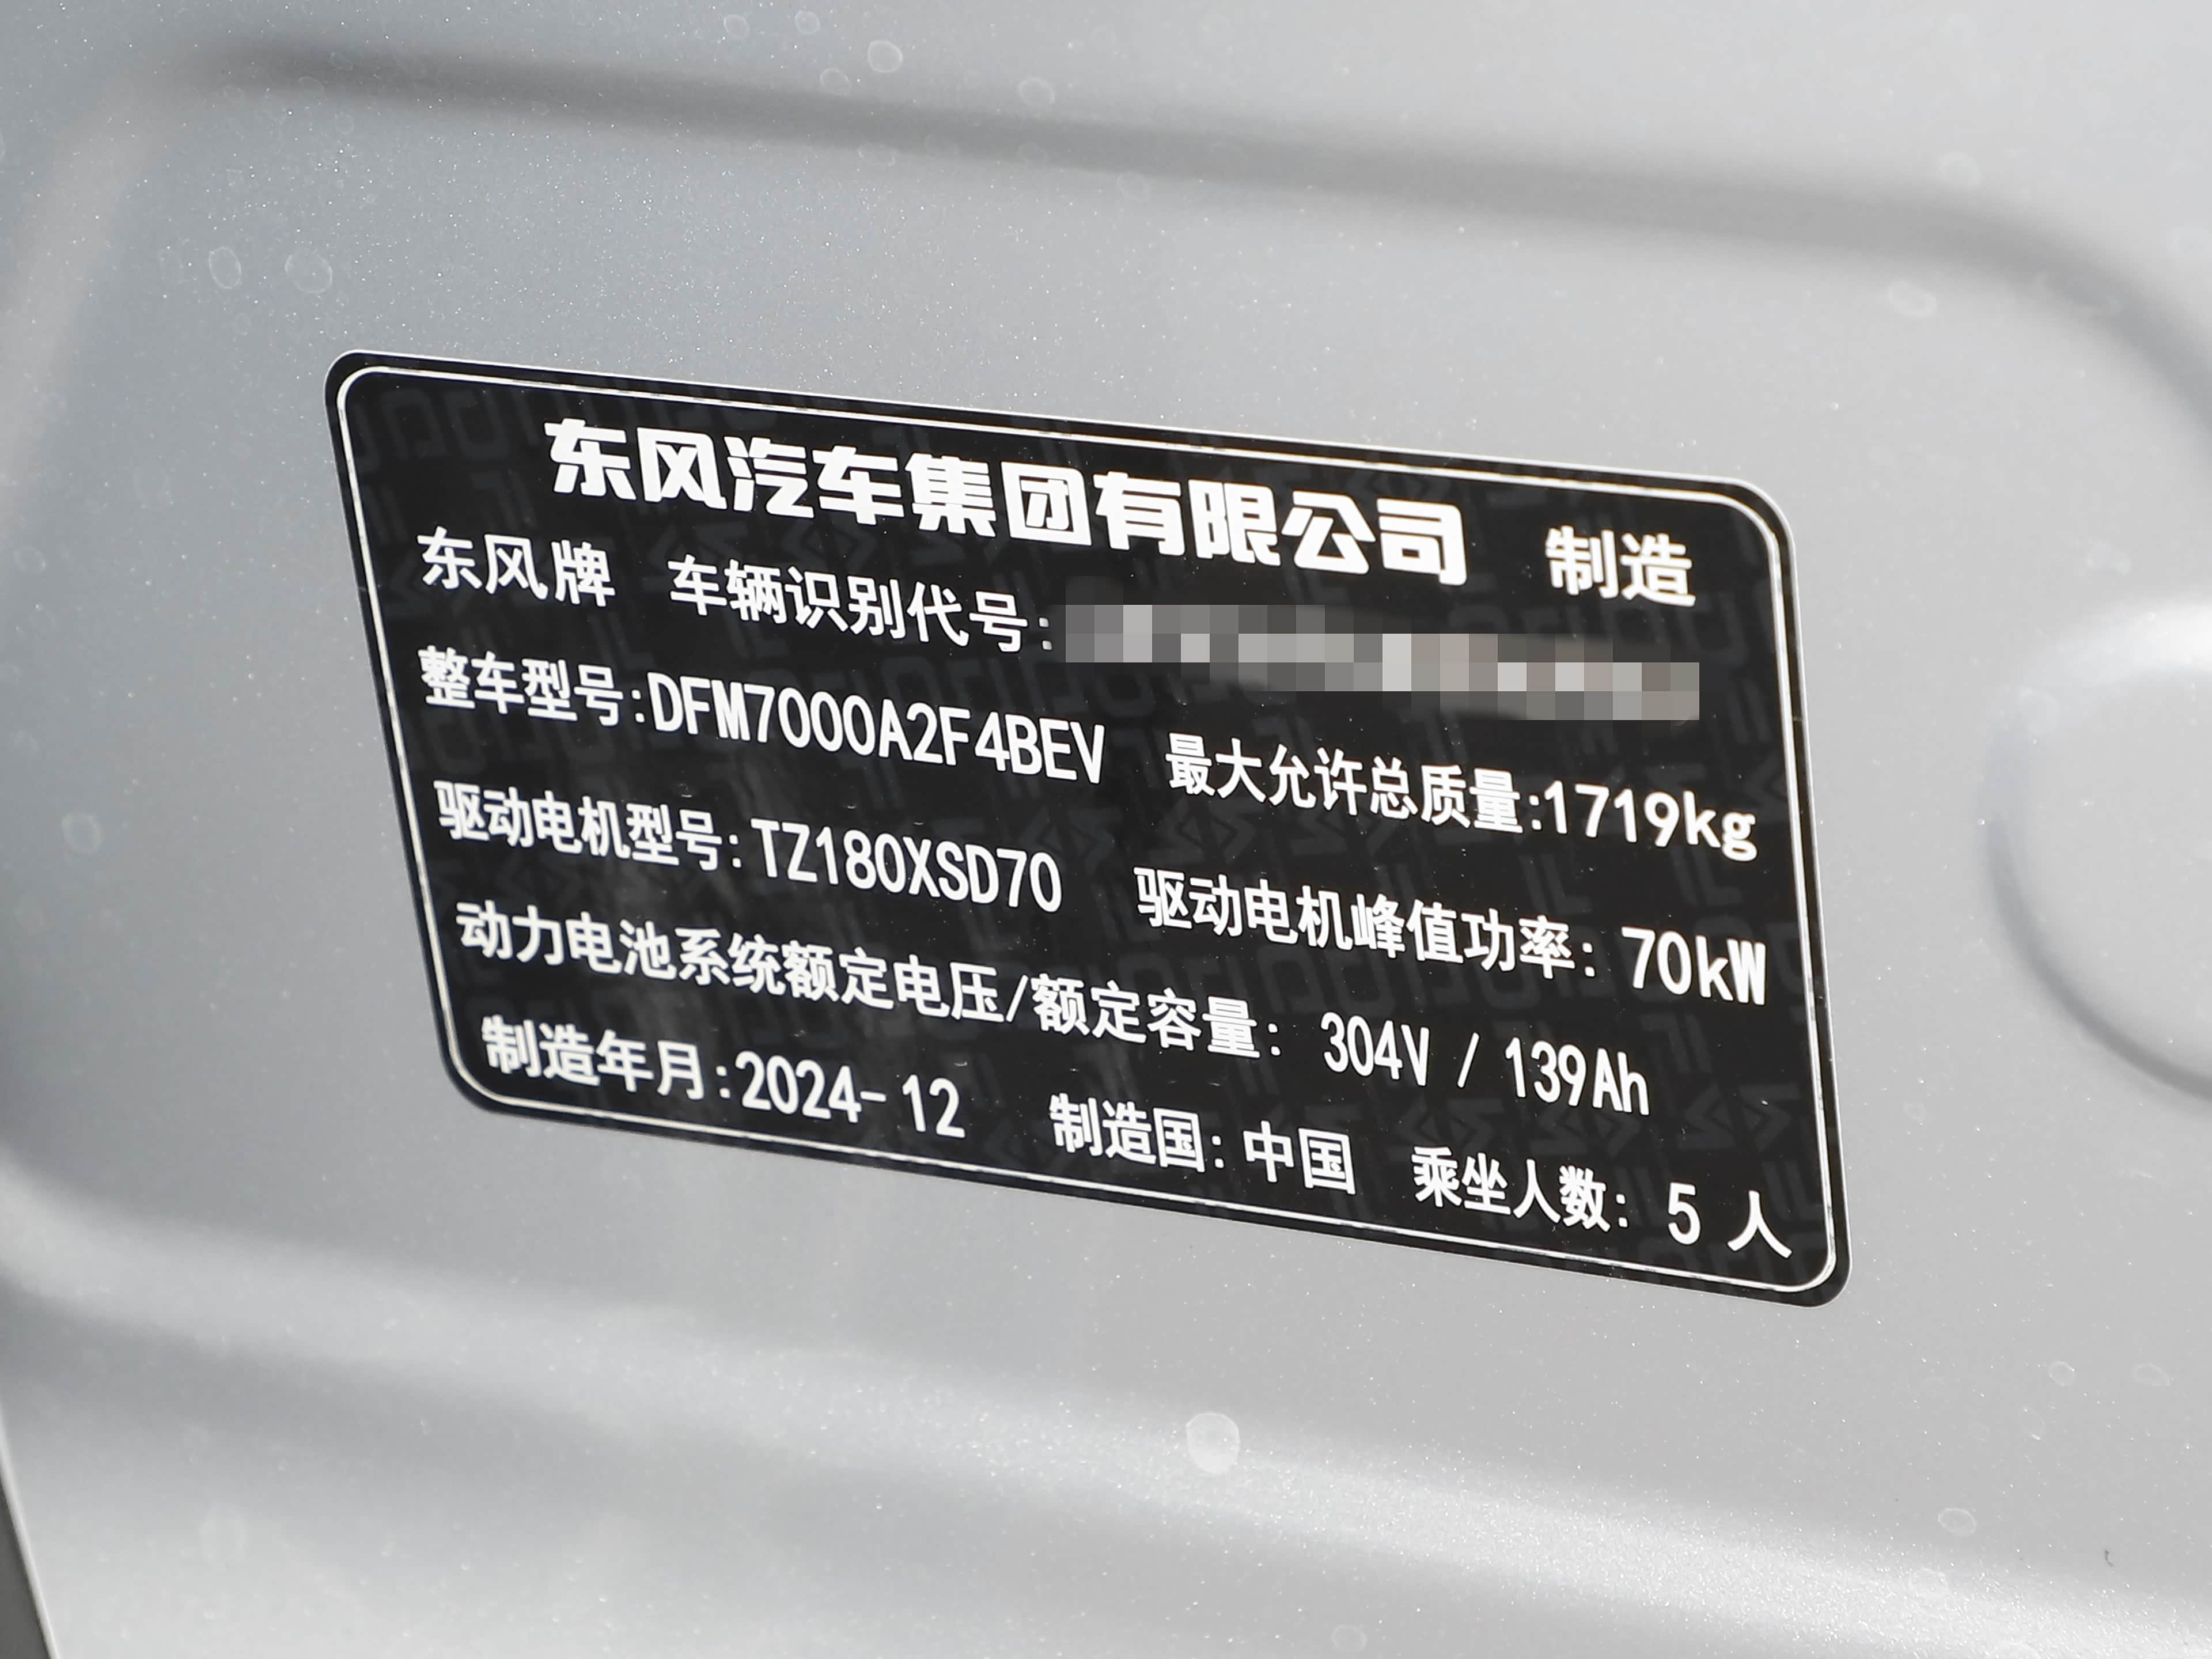 东风汽车集团有限公司 制造
东风牌 车辆识别代号:
整车型号:DFM7000A2F4BEV 最大允许总质量:1719kg
驱动电机型号:TZ180XSD70 驱动电机峰值功率: 70kW
动力电池系统额定电压/额定容量: 304V / 139Ah
制造年月:2024-12 制造国:中国 乘坐人数: 5 人